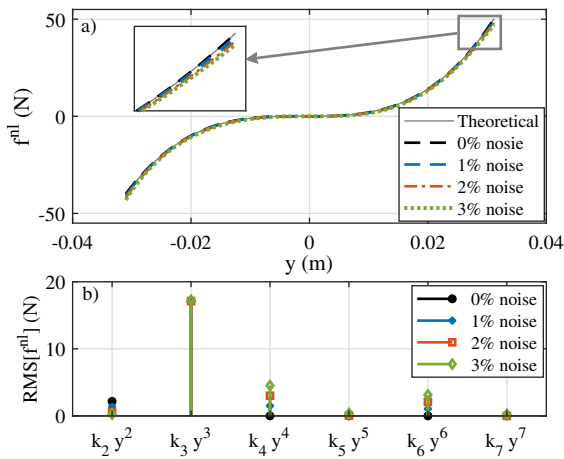 a)
50
0
-50
f^nl (N)
Theoretical
0% nosie
1% noise
2% noise
3% noise
-0.04
-0.02
0
0.02
0.04
y (m)
b)
20
10
0
RMS[f^nl] (N)
0% noise
1% noise
2% noise
3% noise
k_2 y^2
k_3 y^3
k_4 y^4
k_5 y^5
k_6 y^6
k_7 y^7